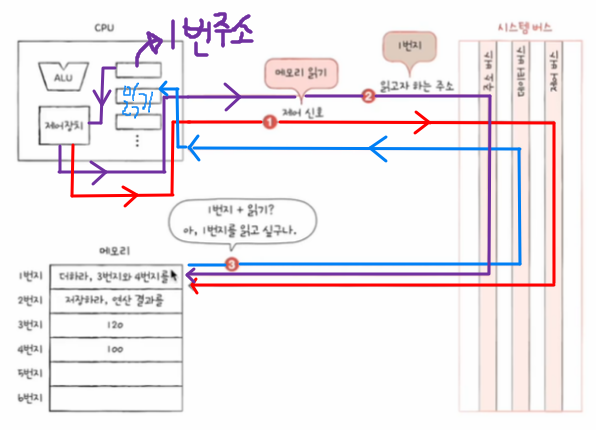 CPU
1번주소
시스템 버스
1번지
메모리 읽기
ALU
읽고자 하는 주소
2
주소 버스
데이터 버스
제어 버스
제어장치
제어 신호
1
1번지 + 읽기?
아, 1번지를 읽고 싶구나.
메모리
3
1번지 더하라, 3번지와 4번지를
2번지 저장하라, 연산 결과를
3번지 120
4번지 100
5번지
6번지